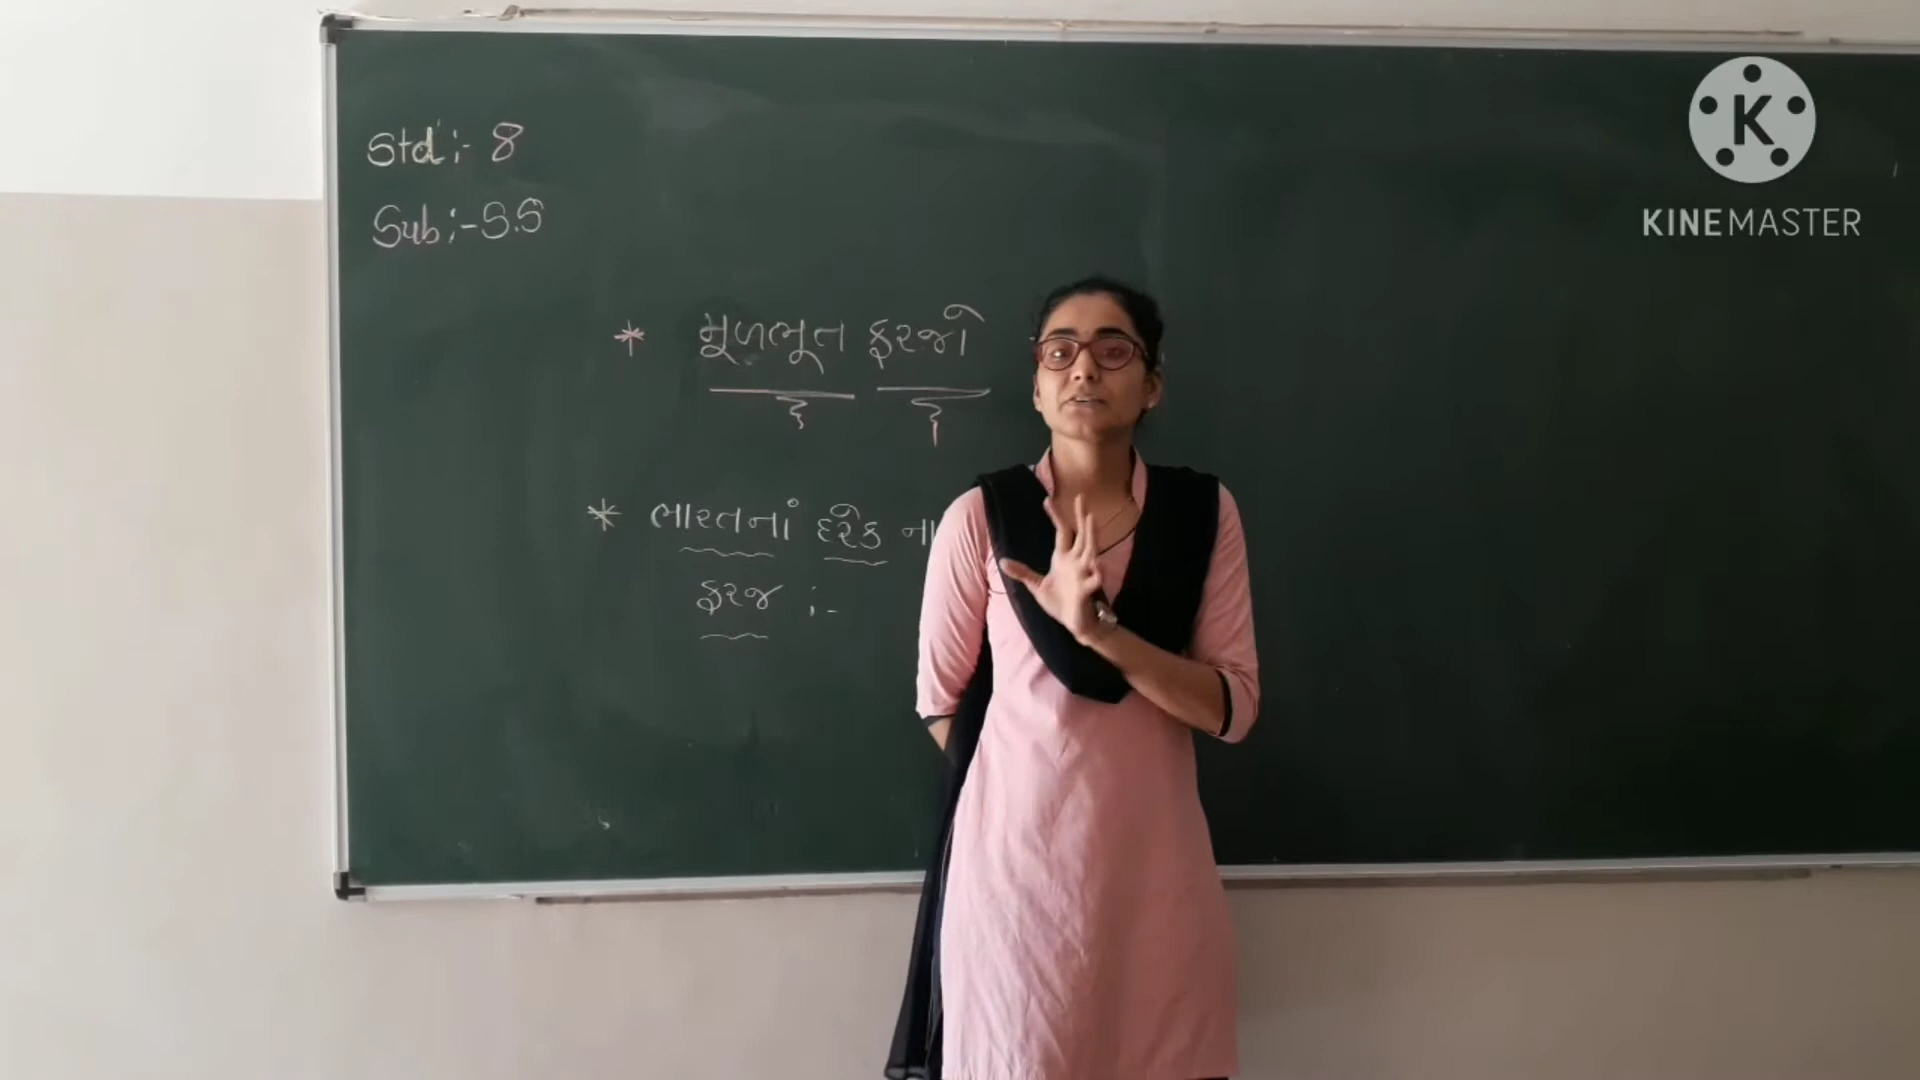 Std :- 8
Sub :- S.S
* મૂળભૂત ફરજો
* ભારતનાં દરેક ના
ફરજ :-
K
KINEMASTER